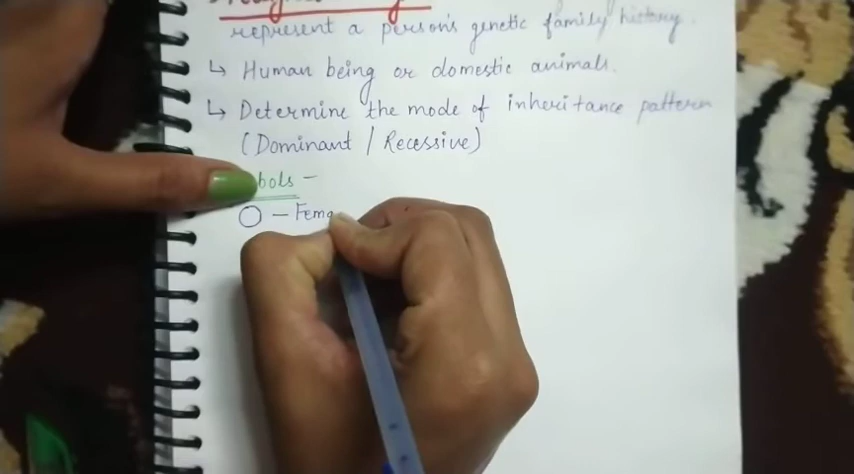 represent a person's genetic family history.
↳ Human being or domestic animals.
↳ Determine the mode of inheritance pattern
(Dominant / Recessive)
bols -
○ - Fema